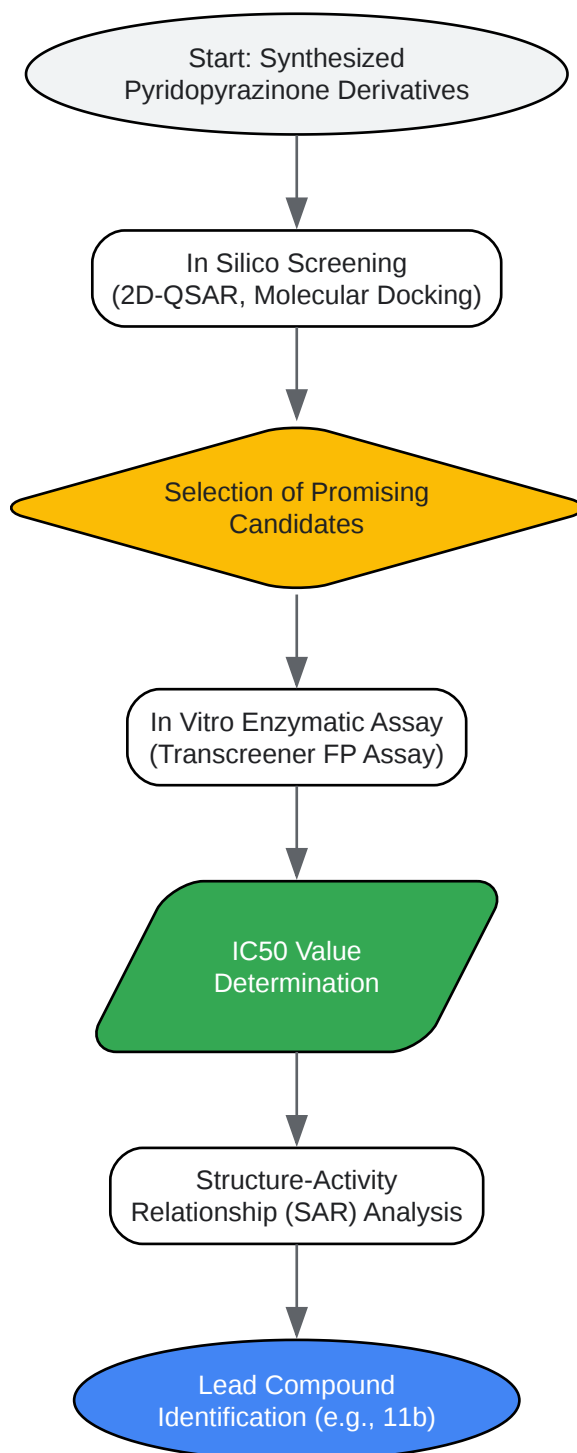 Start: Synthesized
Pyridopyrazinone Derivatives
In Silico Screening
(2D-QSAR, Molecular Docking)
Selection of Promising
Candidates
In Vitro Enzymatic Assay
(Transcreener FP Assay)
IC50 Value
Determination
Structure-Activity
Relationship (SAR) Analysis
Lead Compound
Identification (e.g., 11b)